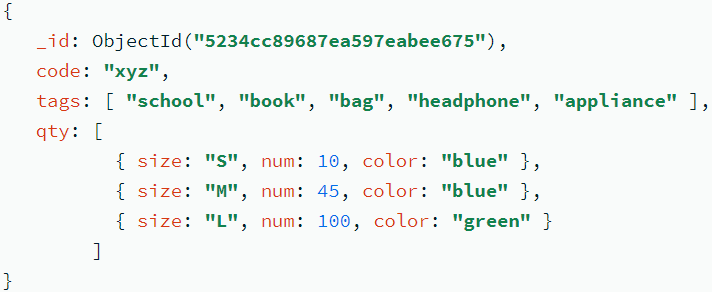 {
_id: ObjectId("5234cc89687ea597eabee675"),
code: "xyz",
tags: [ "school", "book", "bag", "headphone", "appliance" ],
qty: [
{ size: "S", num: 10, color: "blue" },
{ size: "M", num: 45, color: "blue" },
{ size: "L", num: 100, color: "green" }
]
}